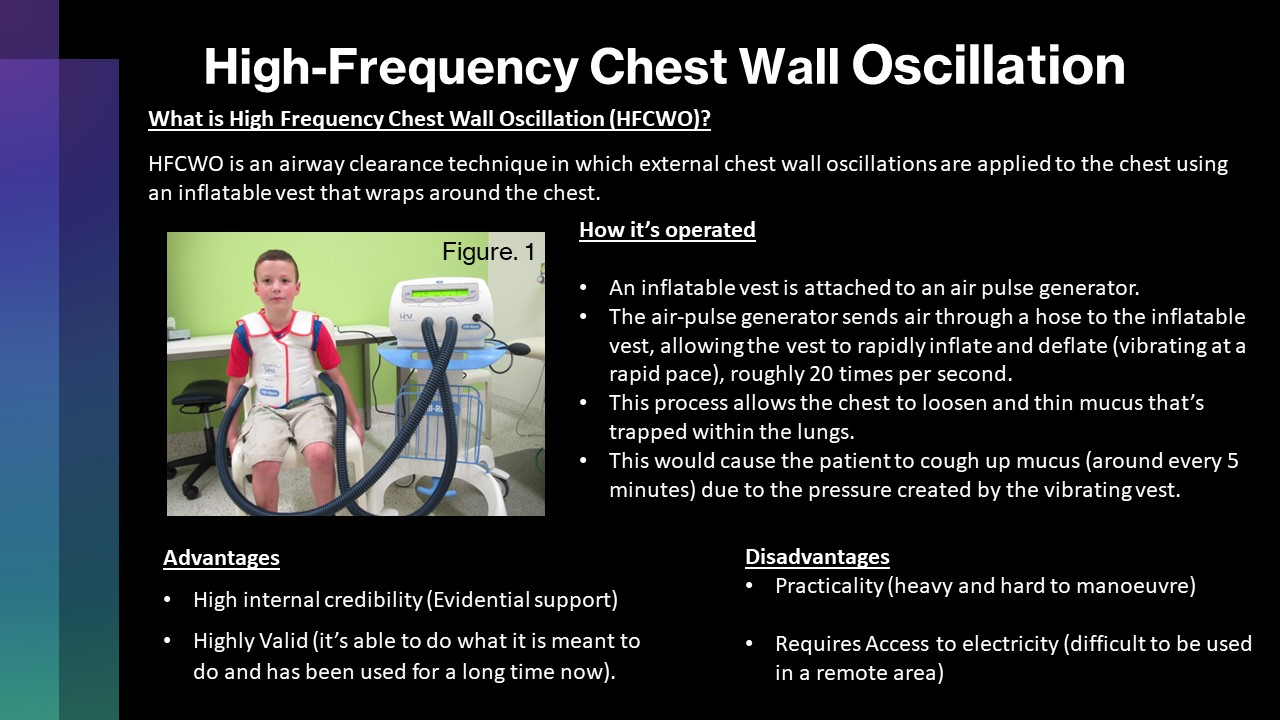 High-Frequency Chest Wall Oscillation
What is High Frequency Chest Wall Oscillation (HFCWO)?
HFCWO is an airway clearance technique in which external chest wall oscillations are applied to the chest using
an inflatable vest that wraps around the chest.
Figure. 1
How it’s operated
• An inflatable vest is attached to an air pulse generator.
• The air-pulse generator sends air through a hose to the inflatable
vest, allowing the vest to rapidly inflate and deflate (vibrating at a
rapid pace), roughly 20 times per second.
• This process allows the chest to loosen and thin mucus that’s
trapped within the lungs.
• This would cause the patient to cough up mucus (around every 5
minutes) due to the pressure created by the vibrating vest.
Advantages
• High internal credibility (Evidential support)
• Highly Valid (it’s able to do what it is meant to
do and has been used for a long time now).
Disadvantages
• Practicality (heavy and hard to manoeuvre)
• Requires Access to electricity (difficult to be used
in a remote area)